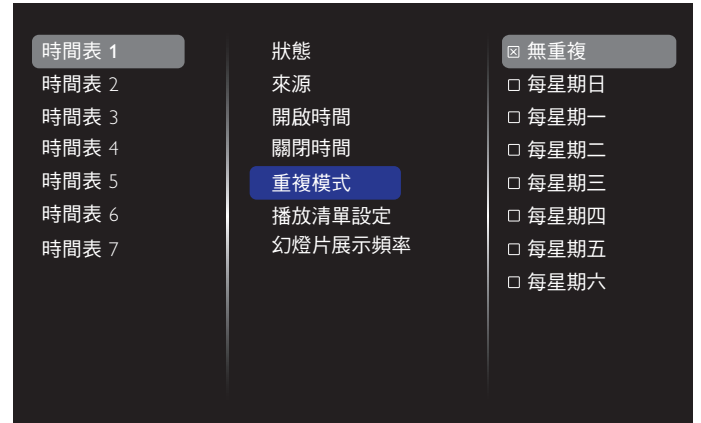 時間表 1
時間表 2
時間表 3
時間表 4
時間表 5
時間表 6
時間表 7
狀態
來源
開啟時間
關閉時間
重複模式
播放清單設定
幻燈片展示頻率
無重複
每星期日
每星期一
每星期二
每星期三
每星期四
每星期五
每星期六